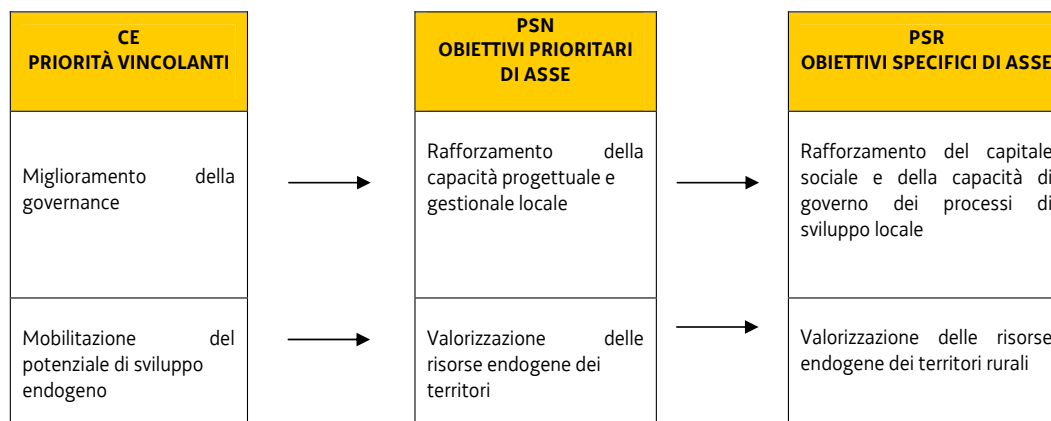 CE
PRIORITÀ VINCOLANTI
PSN
OBIETTIVI PRIORITARI
DI ASSE
PSR
OBIETTIVI SPECIFICI DI ASSE
Miglioramento della
governance
Rafforzamento della
capacità progettuale e
gestionale locale
Rafforzamento del capitale
sociale e della capacità di
governo dei processi di
sviluppo locale
Mobilitazione del
potenziale di sviluppo
endogeno
Valorizzazione delle
risorse endogene dei
territori
Valorizzazione delle risorse
endogene dei territori rurali